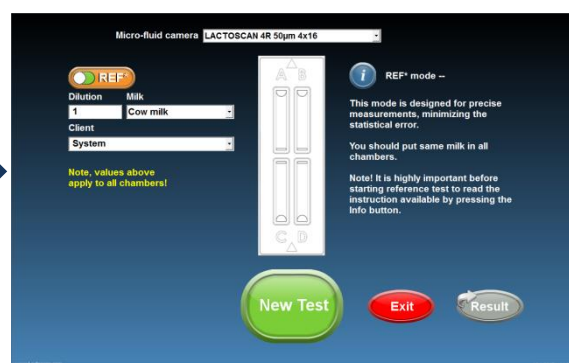 Micro-fluid camera LACTOSCAN 4R 50µm 4x16
REF*
Dilution Milk
1 Cow milk
Client
System
Note, values above
apply to all chambers!
A B
C D
i REF* mode --
This mode is designed for precise
measurements, minimizing the
statistical error.
You should put same milk in all
chambers.
Note! It is highly important before
starting reference test to read the
instruction available by pressing the
Info button.
New Test
Exit
Result